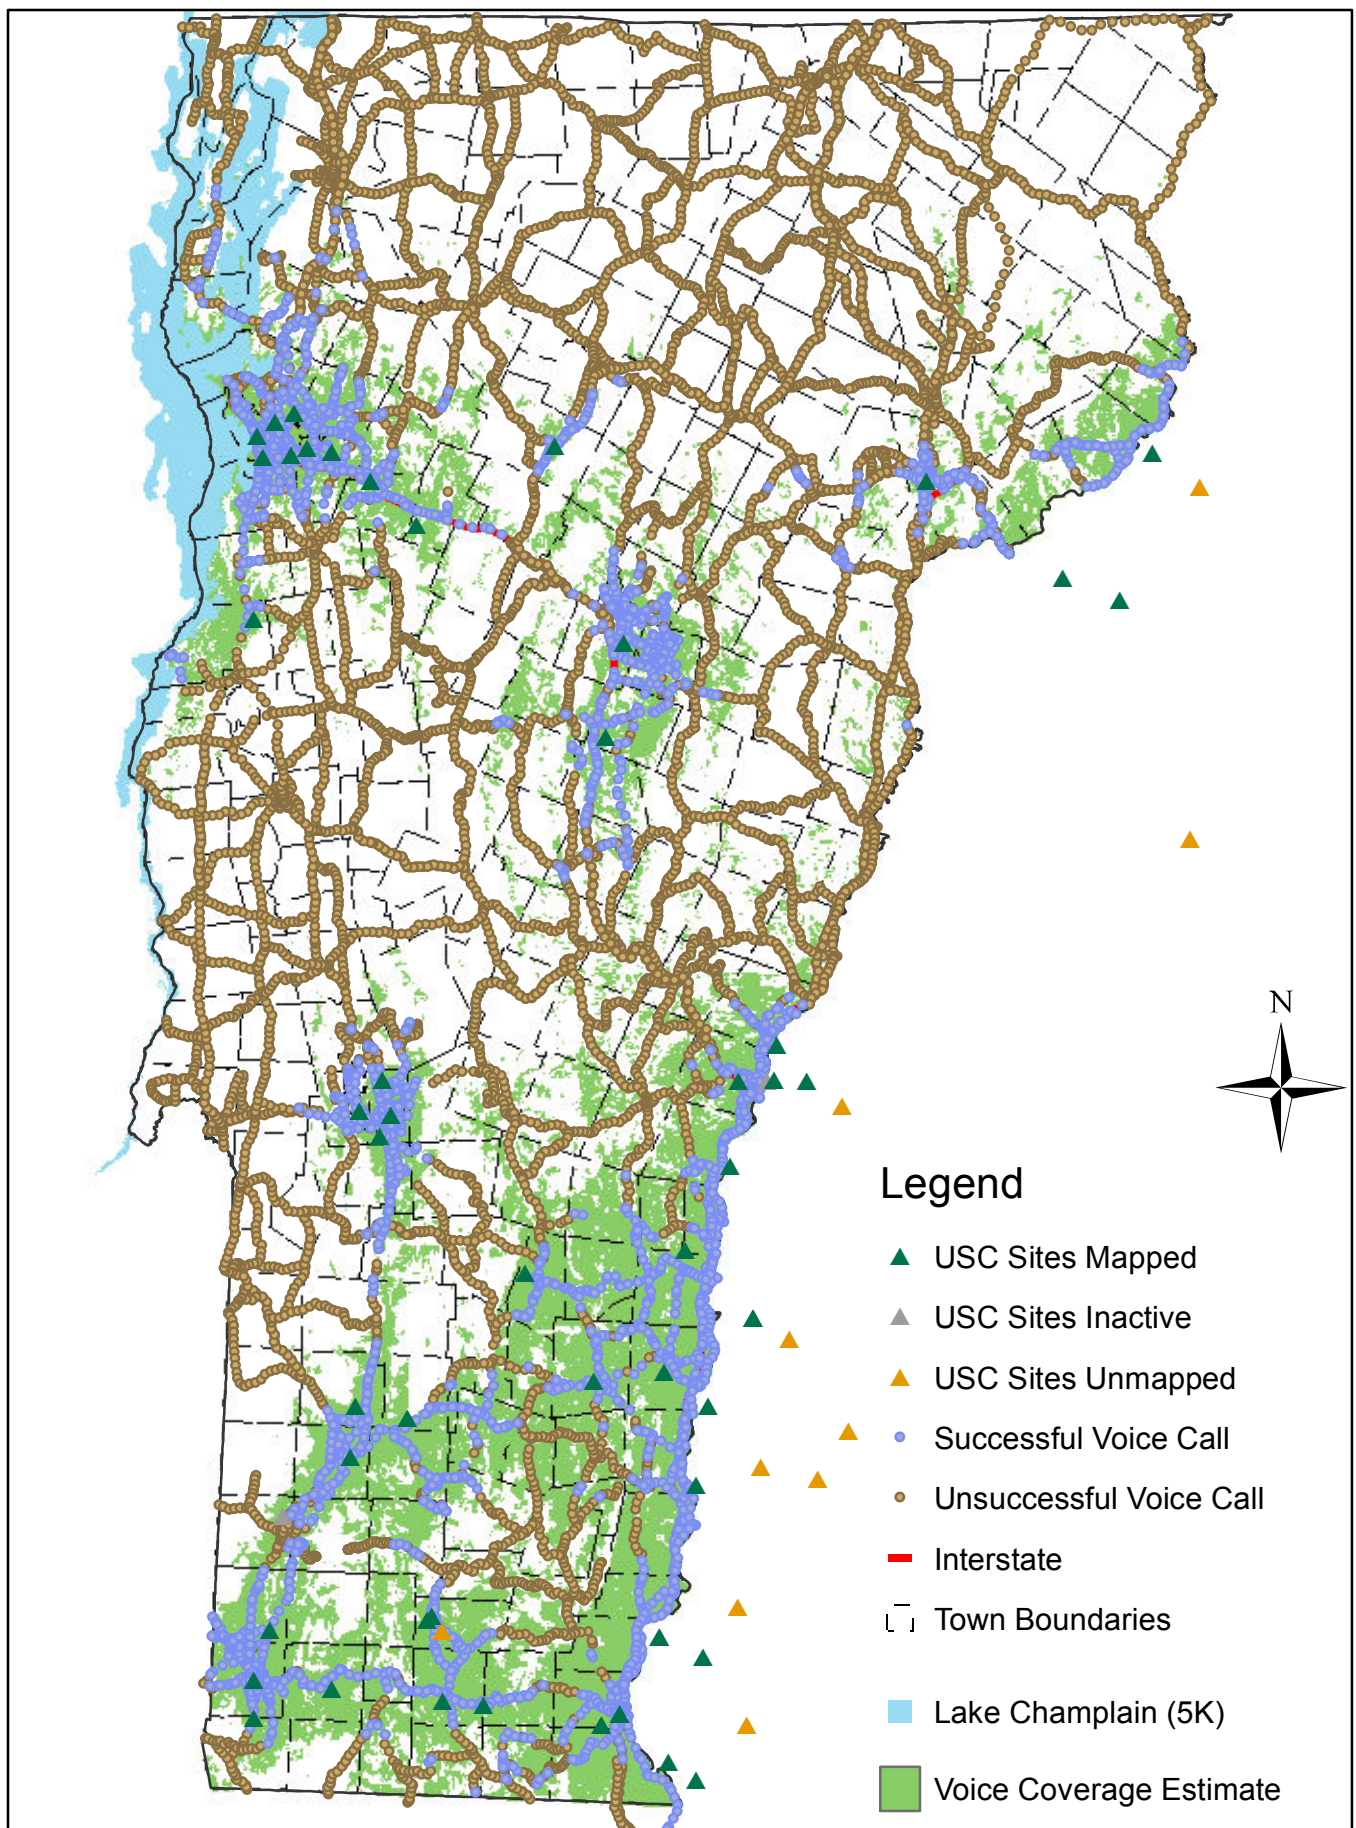 N
Legend
USC Sites Mapped
USC Sites Inactive
USC Sites Unmapped
Successful Voice Call
Unsuccessful Voice Call
Interstate
Town Boundaries
Lake Champlain (5K)
Voice Coverage Estimate